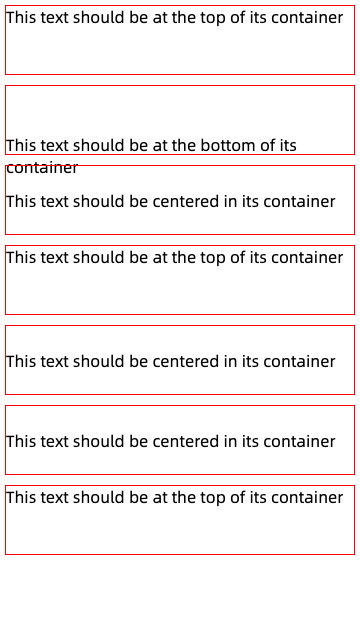 This text should be at the top of its container
This text should be at the bottom of its
container
This text should be centered in its container
This text should be at the top of its container
This text should be centered in its container
This text should be centered in its container
This text should be at the top of its container